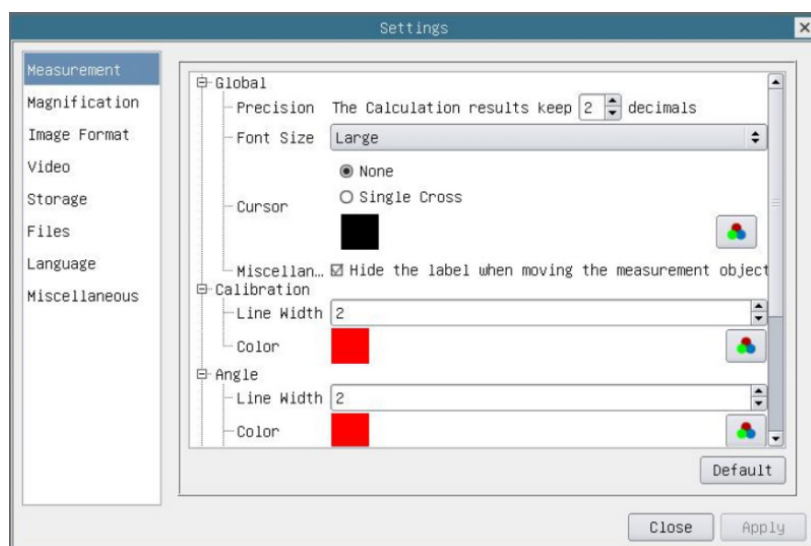 Settings
Measurement
Magnification
Image Format
Video
Storage
Files
Language
Miscellaneous
Global
Precision The Calculation results keep 2 decimals
Font Size Large
None
Cursor Single Cross
Miscellan... Hide the label when moving the measurement object
Calibration
Line Width 2
Color
Angle
Line Width 2
Color
Default
Close Apply